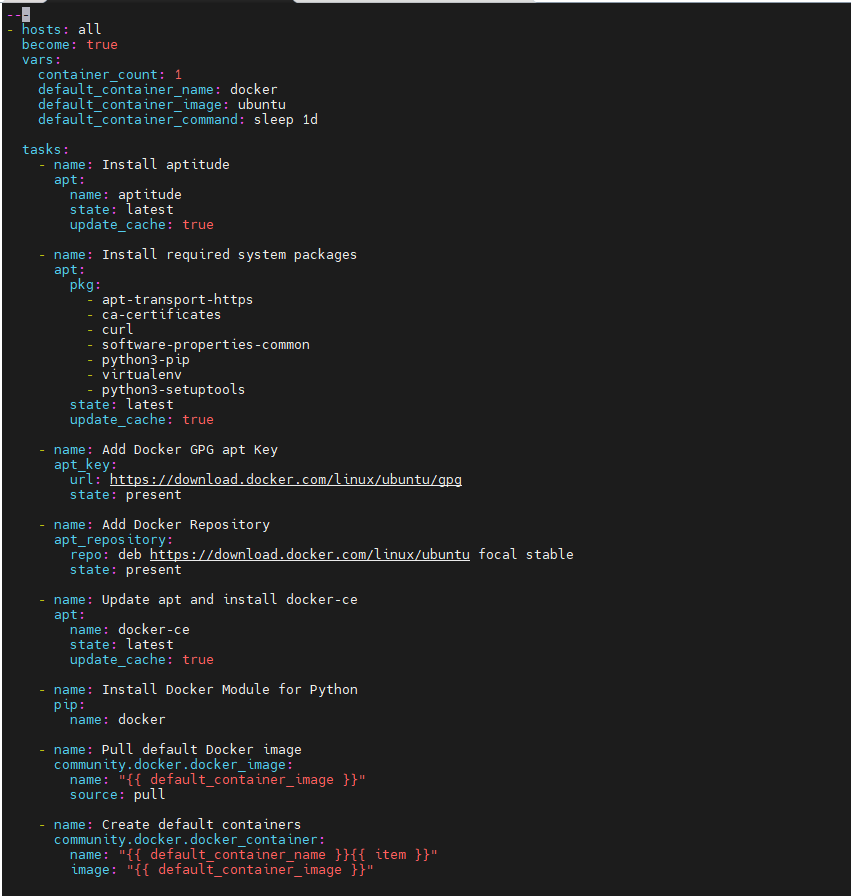 ---
- hosts: all
  become: true
  vars:
    container_count: 1
    default_container_name: docker
    default_container_image: ubuntu
    default_container_command: sleep 1d

  tasks:
    - name: Install aptitude
      apt:
        name: aptitude
        state: latest
        update_cache: true

    - name: Install required system packages
      apt:
        pkg:
          - apt-transport-https
          - ca-certificates
          - curl
          - software-properties-common
          - python3-pip
          - virtualenv
          - python3-setuptools
        state: latest
        update_cache: true

    - name: Add Docker GPG apt Key
      apt_key:
        url: https://download.docker.com/linux/ubuntu/gpg
        state: present

    - name: Add Docker Repository
      apt_repository:
        repo: deb https://download.docker.com/linux/ubuntu focal stable
        state: present

    - name: Update apt and install docker-ce
      apt:
        name: docker-ce
        state: latest
        update_cache: true

    - name: Install Docker Module for Python
      pip:
        name: docker

    - name: Pull default Docker image
      community.docker.docker_image:
        name: "{{ default_container_image }}"
        source: pull

    - name: Create default containers
      community.docker.docker_container:
        name: "{{ default_container_name }}{{ item }}"
        image: "{{ default_container_image }}"